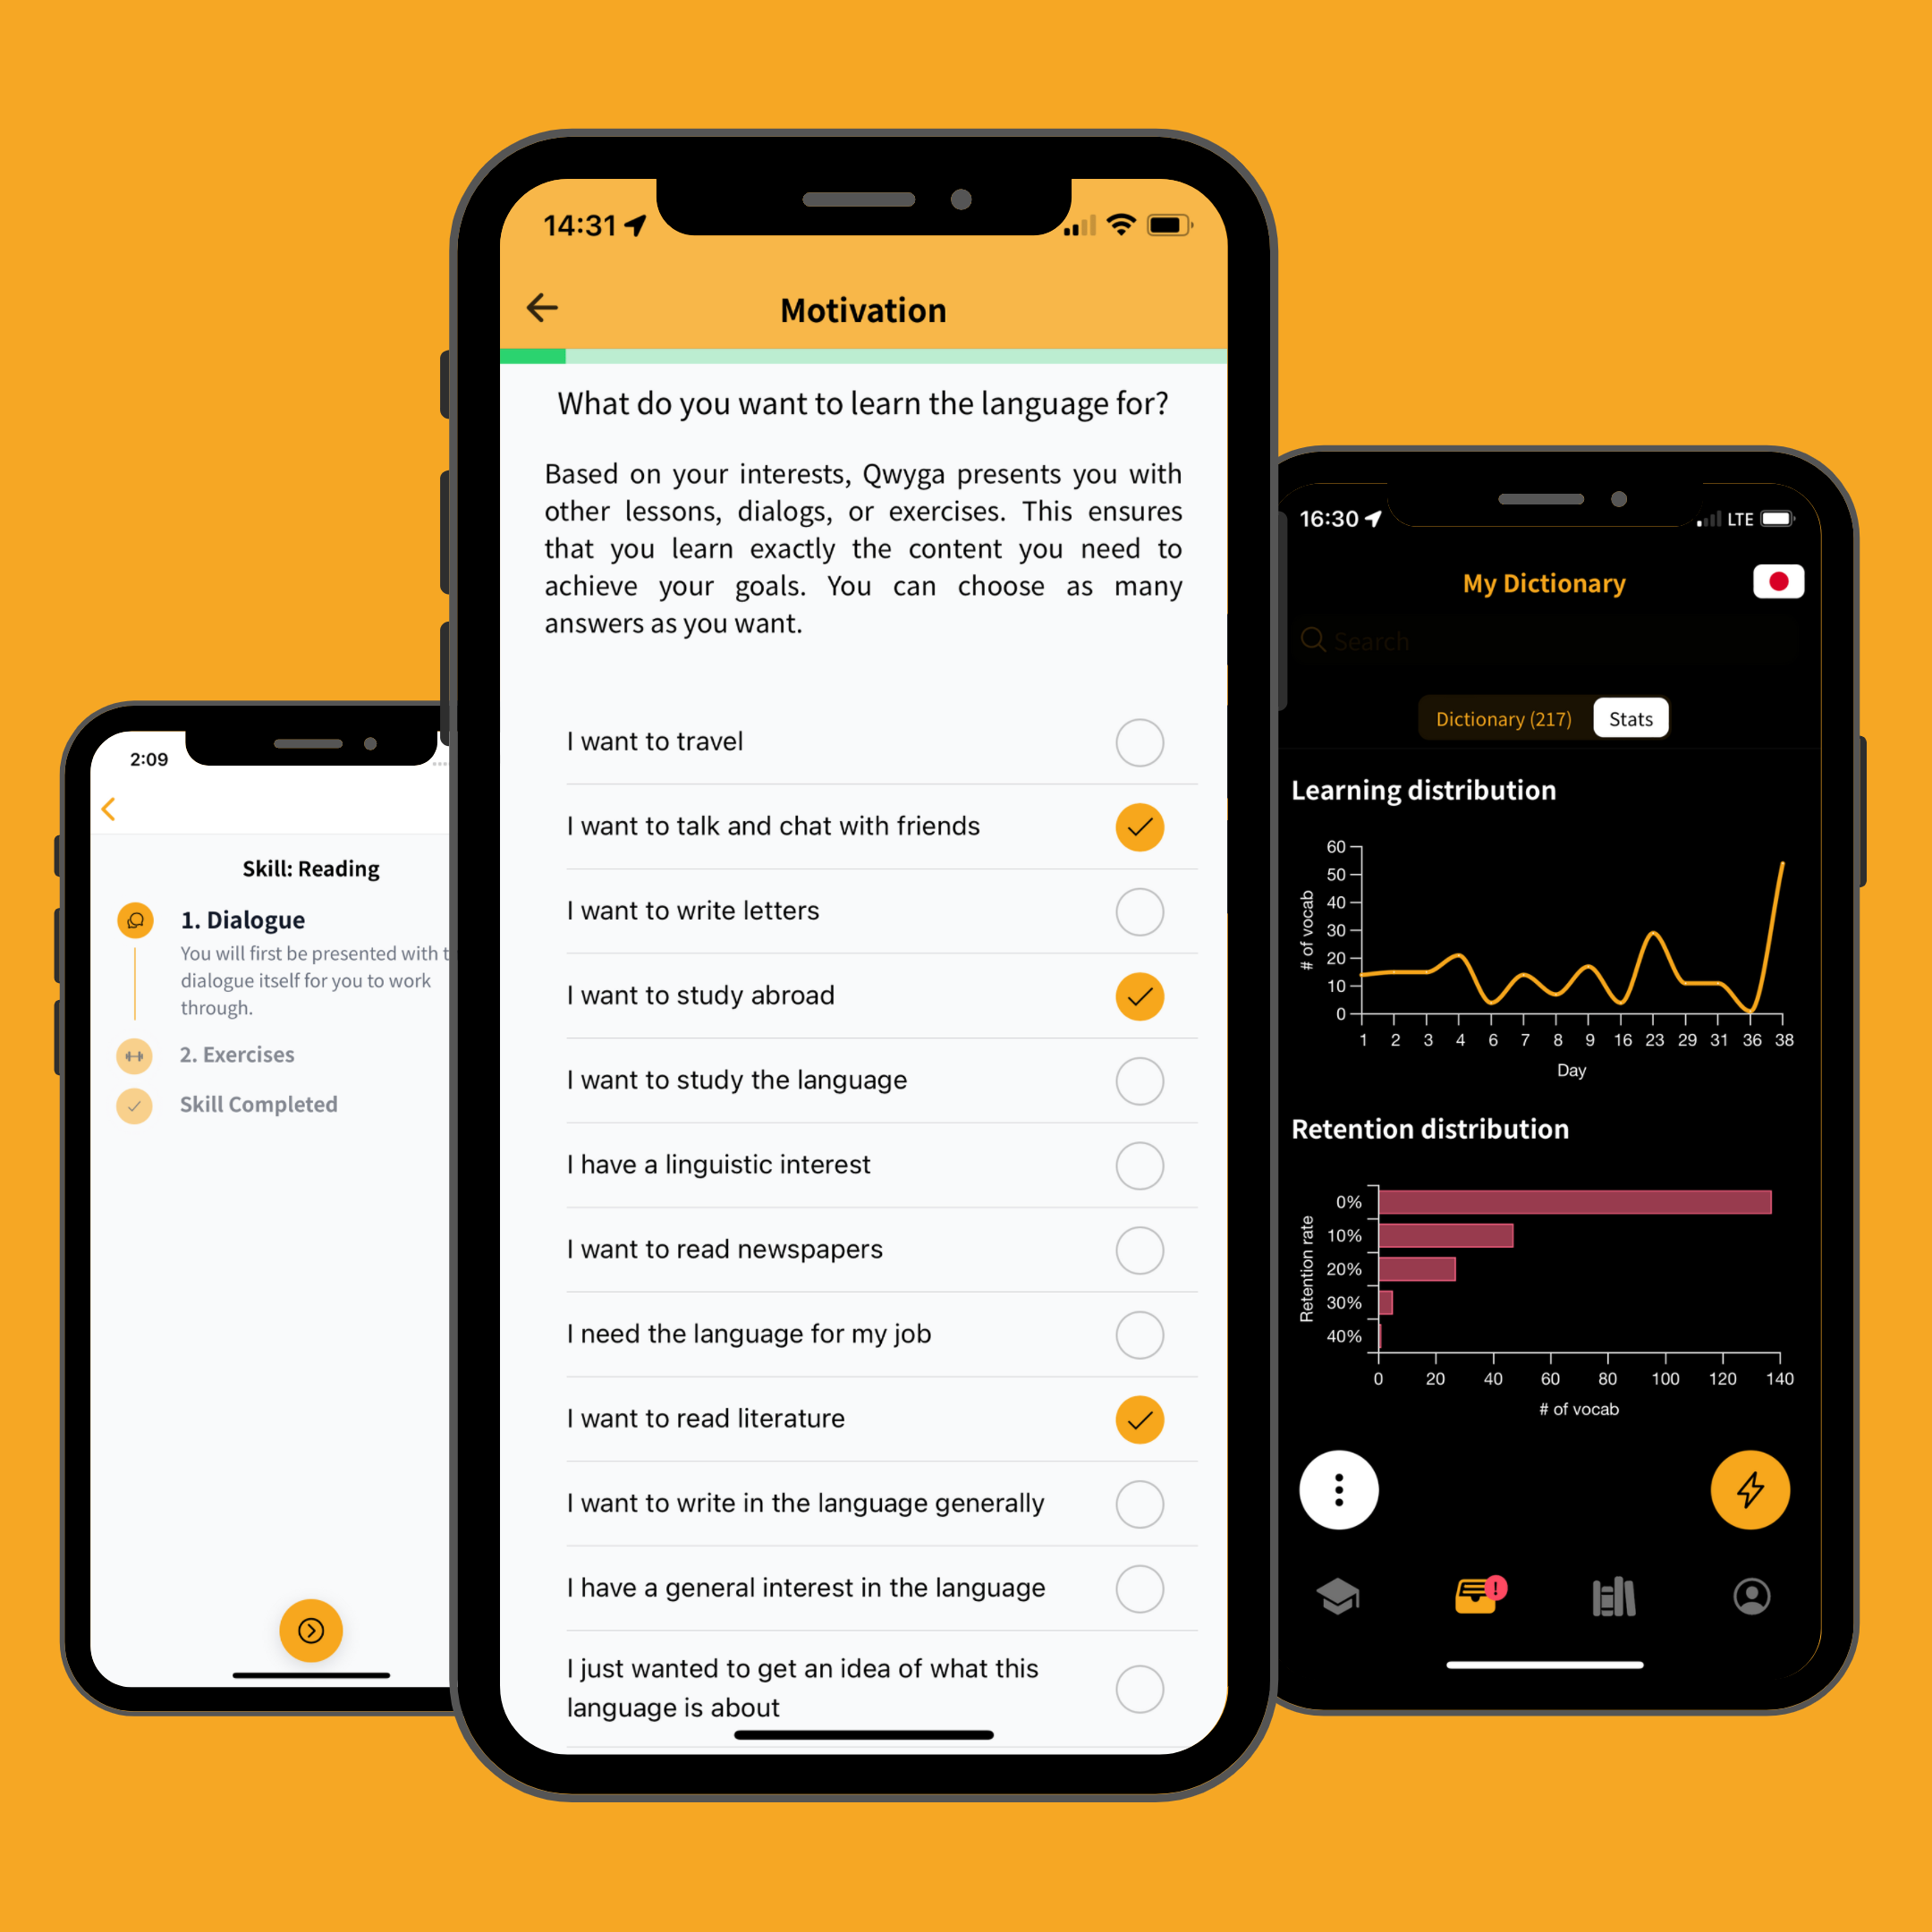 14:31
Motivation
What do you want to learn the language for?
Based on your interests, Qwyga presents you with
other lessons, dialogs, or exercises. This ensures
that you learn exactly the content you need to
achieve your goals. You can choose as many
answers as you want.
I want to travel
I want to talk and chat with friends
I want to write letters
I want to study abroad
I want to study the language
I have a linguistic interest
I want to read newspapers
I need the language for my job
I want to read literature
I want to write in the language generally
I have a general interest in the language
I just wanted to get an idea of what this
language is about
2:09
Skill: Reading
1. Dialogue
You will first be presented with t
dialogue itself for you to work
through.
2. Exercises
Skill Completed
16:30
LTE
My Dictionary
Search
Dictionary (217)
Stats
Learning distribution
# of vocab
60
50
40
30
20
10
0
1 2 3 4 6 7 8 9 16 23 29 31 36 38
Day
Retention distribution
Retention rate
0%
10%
20%
30%
40%
0 20 40 60 80 100 120 140
# of vocab
!